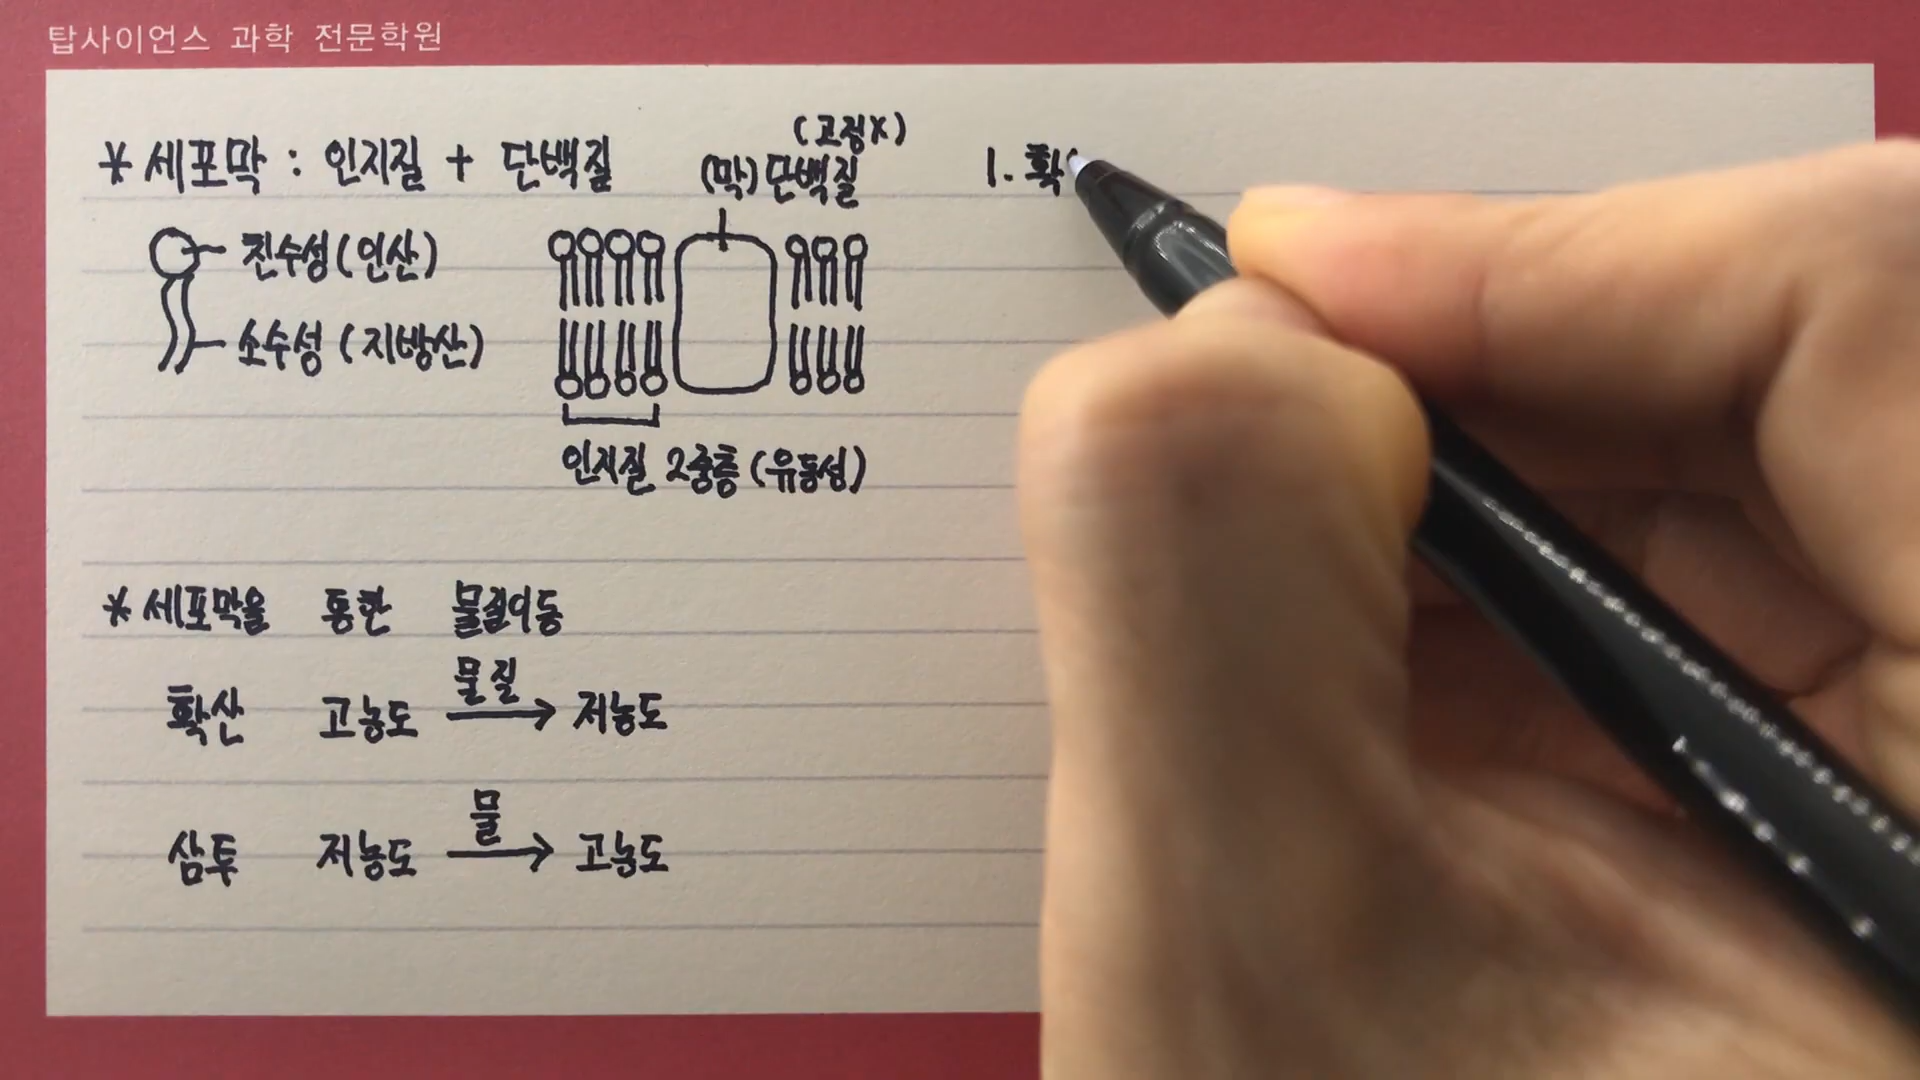 탑사이언스 과학 전문학원
* 세포막 : 인지질 + 단백질
(고정X)
(막)단백질
친수성(인산)
소수성 (지방산)
인지질 2중층 (유동성)
* 세포막을 통한 물질이동
물질
확산 고농도 → 저농도
물
삼투 저농도 → 고농도
1. 확